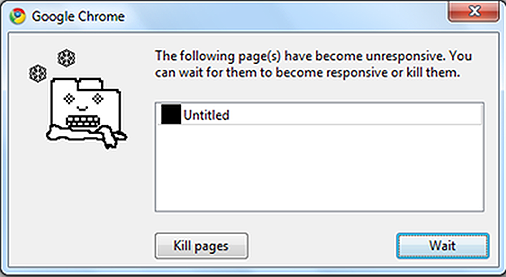 Google Chrome
The following page(s) have become unresponsive. You
can wait for them to become responsive or kill them.
Untitled
Kill pages
Wait